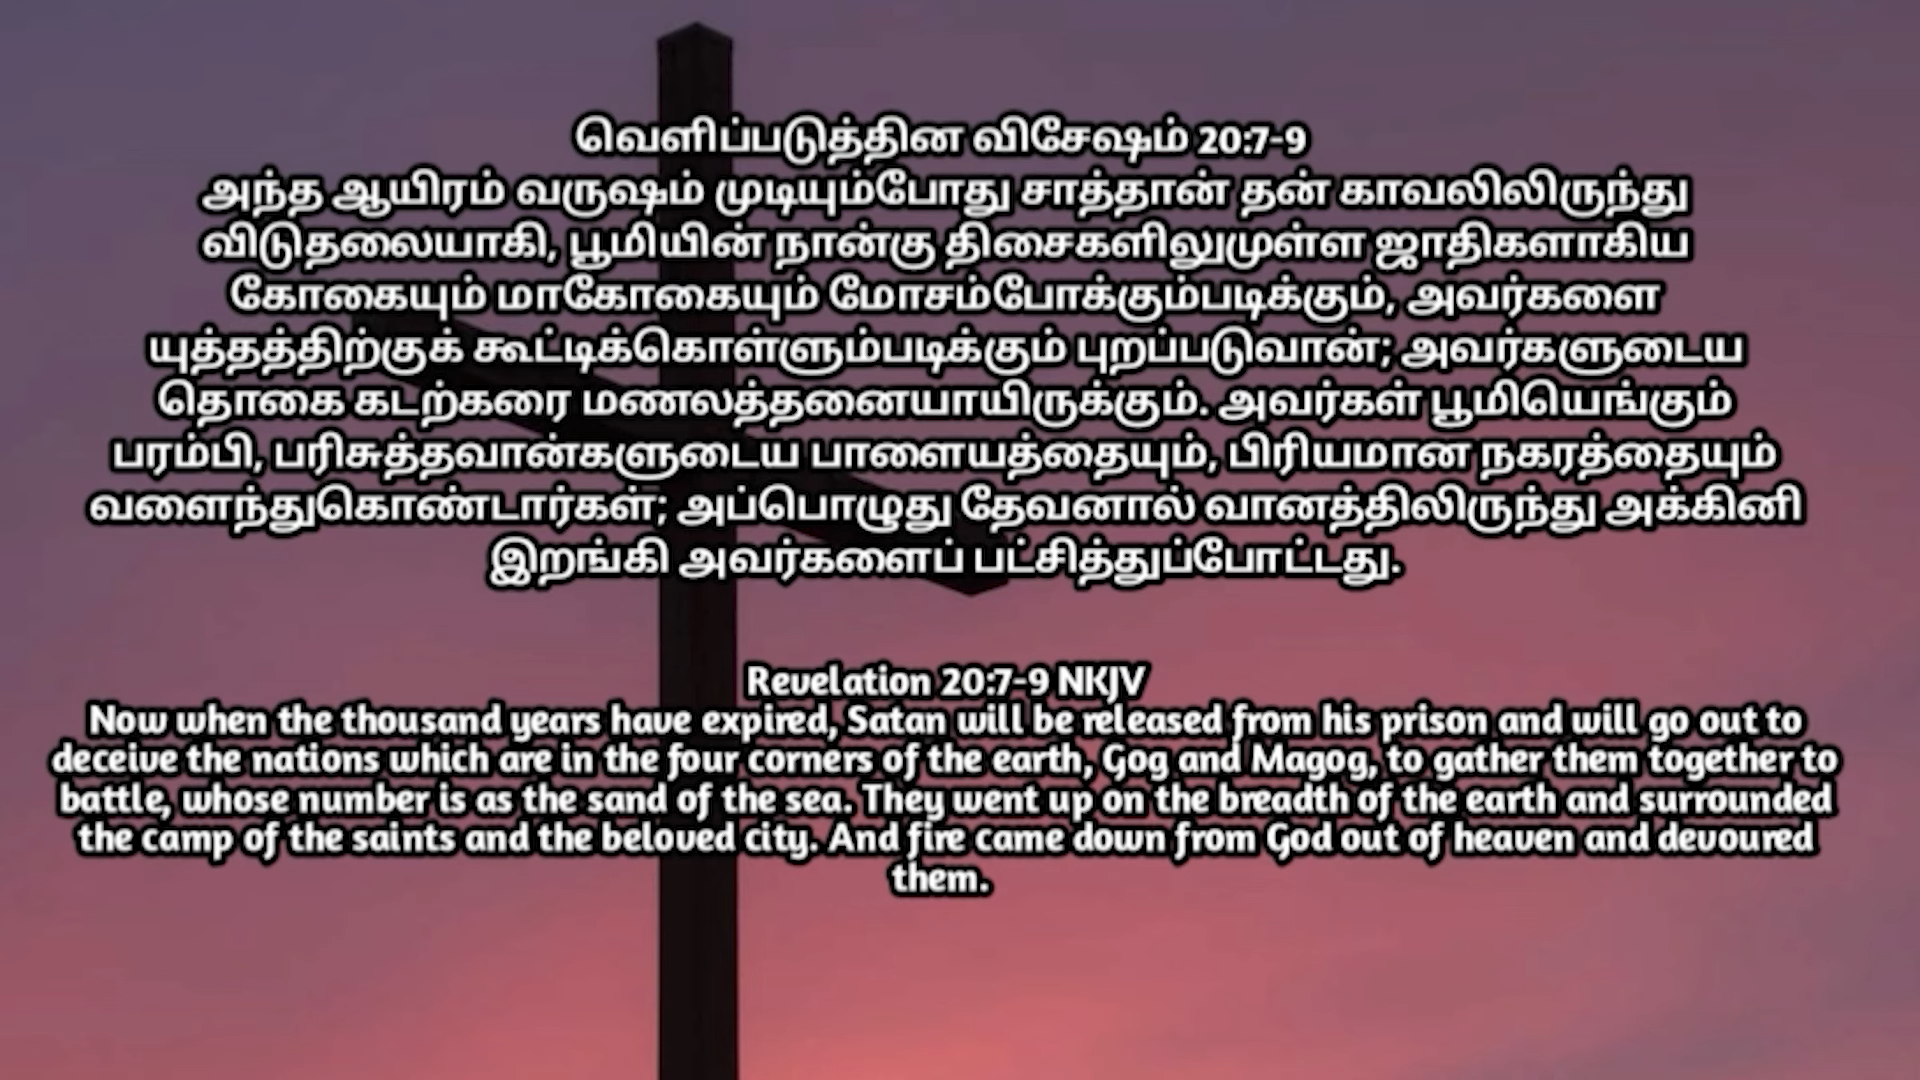 வெளிப்படுத்தின விசேஷம் 20:7-9
அந்த ஆயிரம் வருஷம் முடியும்போது சாத்தான் தன் காவலிலிருந்து
விடுதலையாகி, பூமியின் நான்கு திசைகளிலுமுள்ள ஜாதிகளாகிய
கோகையும் மாகோகையும் மோசம்போக்கும்படிக்கும், அவர்களை
யுத்தத்திற்குக் கூட்டிக்கொள்ளும்படிக்கும் புறப்படுவான்; அவர்களுடைய
தொகை கடற்கரை மணலத்தனையாயிருக்கும். அவர்கள் பூமியெங்கும்
பரம்பி, பரிசுத்தவான்களுடைய பாளையத்தையும், பிரியமான நகரத்தையும்
வளைந்துகொண்டார்கள்; அப்பொழுது தேவனால் வானத்திலிருந்து அக்கினி
இறங்கி அவர்களைப் பட்சித்துப்போட்டது.
Revelation 20:7-9 NKJV
Now when the thousand years have expired, Satan will be released from his prison and will go out to
deceive the nations which are in the four corners of the earth, Gog and Magog, to gather them together to
battle, whose number is as the sand of the sea. They went up on the breadth of the earth and surrounded
the camp of the saints and the beloved city. And fire came down from God out of heaven and devoured
them.